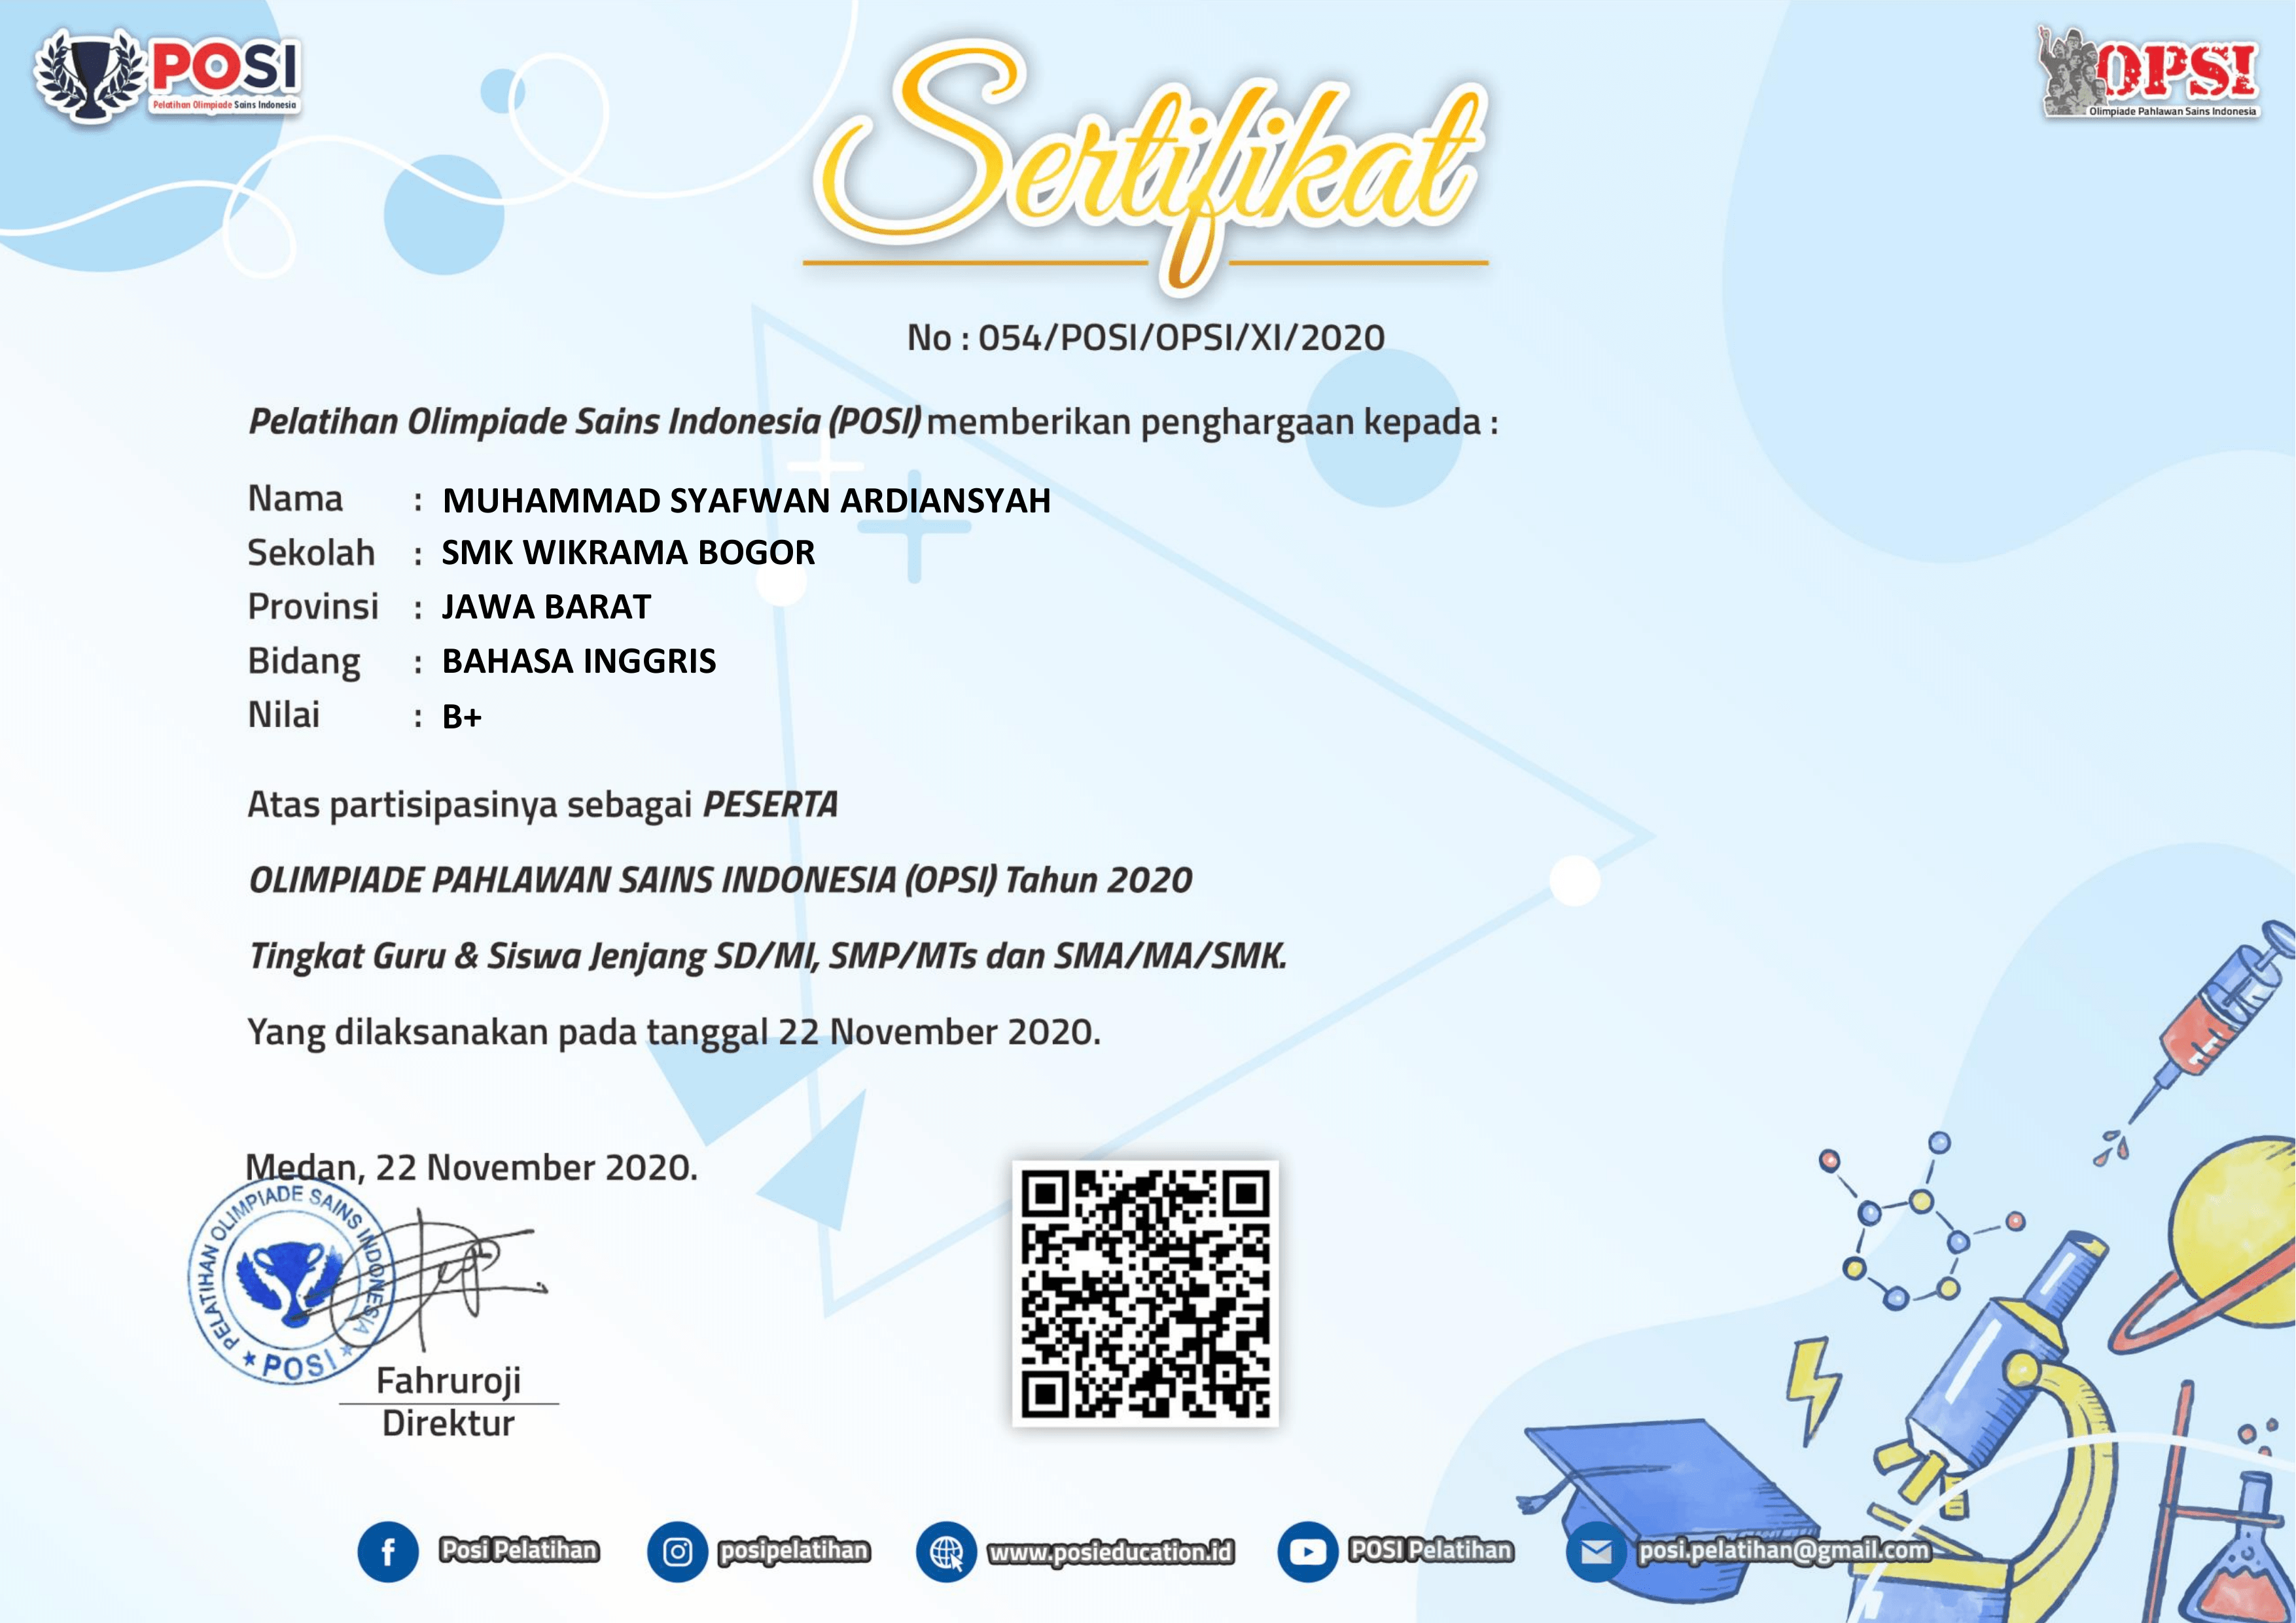 POSI
Pelatihan Olimpiade Sains Indonesia
OPSI
Olimpiade Pahlawan Sains Indonesia
Sertifikat
No : 054/POSI/OPSI/XI/2020
Pelatihan Olimpiade Sains Indonesia (POSI) memberikan penghargaan kepada :
Nama : MUHAMMAD SYAFWAN ARDIANSYAH
Sekolah : SMK WIKRAMA BOGOR
Provinsi : JAWA BARAT
Bidang : BAHASA INGGRIS
Nilai : B+
Atas partisipasinya sebagai PESERTA
OLIMPIADE PAHLAWAN SAINS INDONESIA (OPSI) Tahun 2020
Tingkat Guru & Siswa Jenjang SD/MI, SMP/MTs dan SMA/MA/SMK.
Yang dilaksanakan pada tanggal 22 November 2020.
Medan, 22 November 2020.
PELATIHAN OLIMPIADE SAINS INDONESIA
POSI
Fahruroji
Direktur
Posi Pelatihan
posipelatihan
www.posieducation.id
POSI Pelatihan
posi.pelatihan@gmail.com